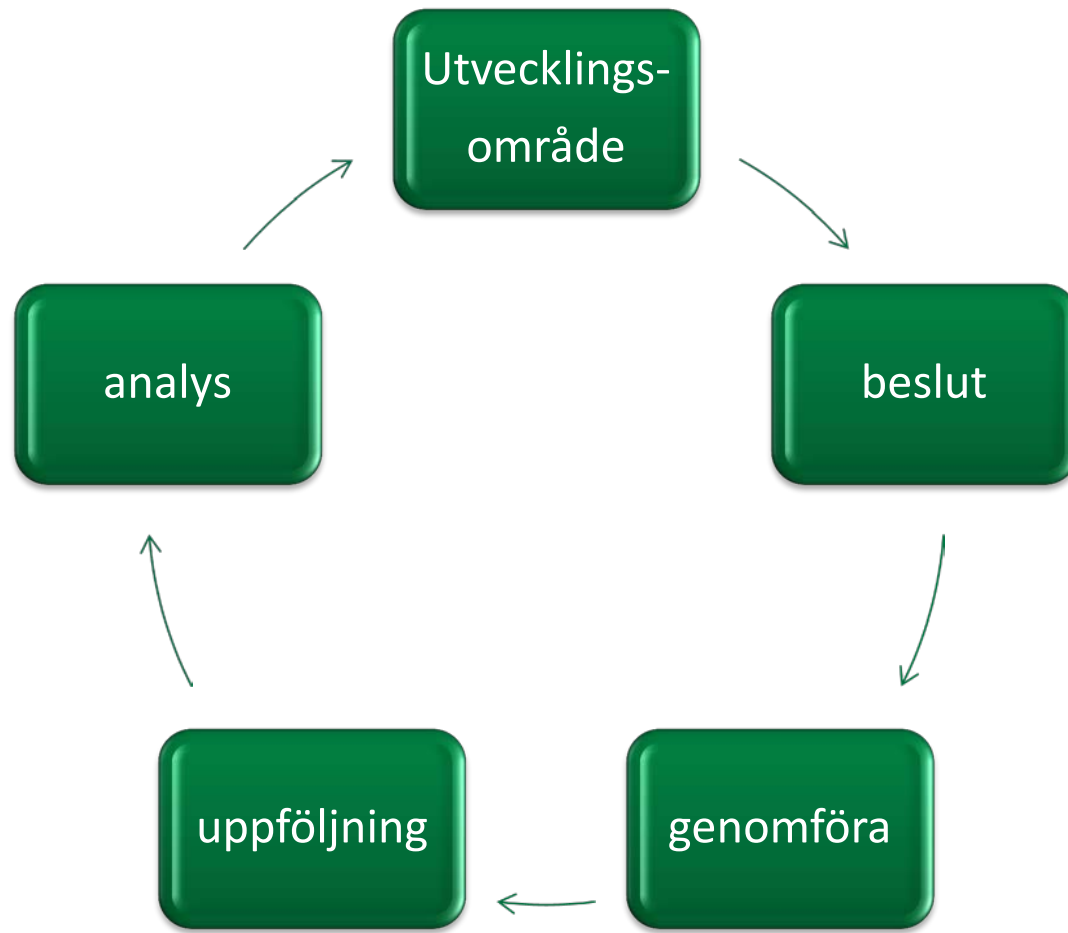 Utvecklings-
område
beslut
genomföra
uppföljning
analys